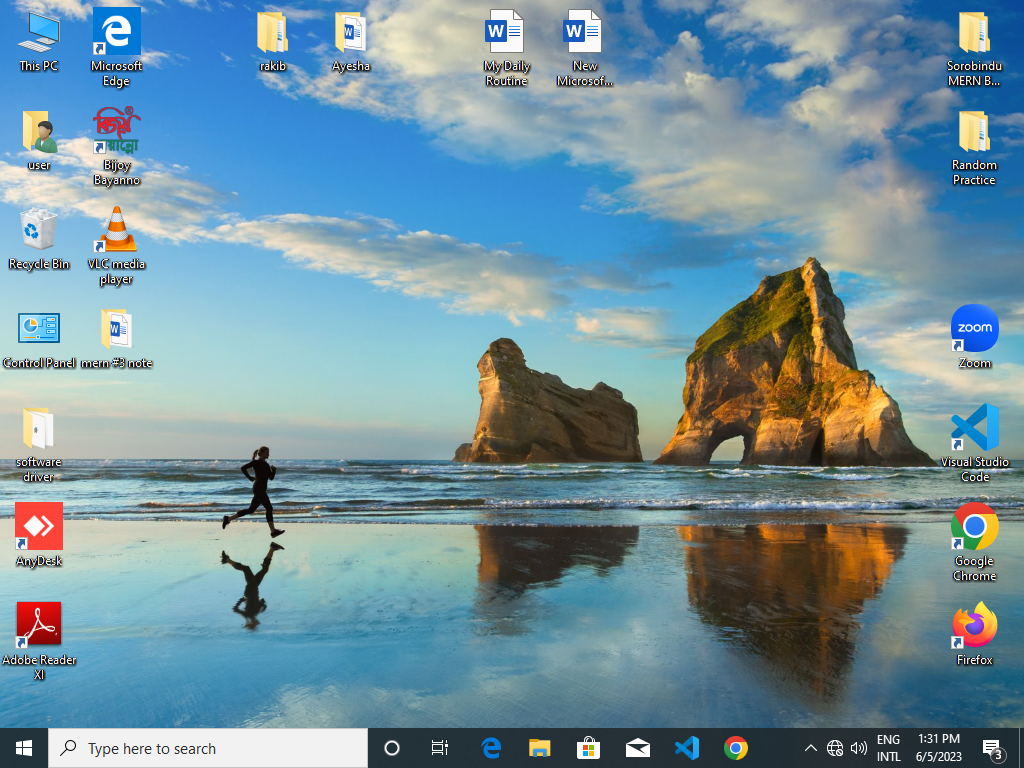 This PC
Microsoft
Edge
rakib
Ayesha
My Daily
Routine
New
Microsof...
Sorobindu
MERN B...
user
বিজয়
Bijoy
Bayanno
Random
Practice
Recycle Bin
VLC media
player
Control Panel
mern #3 note
zoom
Zoom
software
driver
Visual Studio
Code
AnyDesk
Google
Chrome
Adobe Reader
XI
Firefox
Type here to search
ENG
INTL
1:31 PM
6/5/2023
3